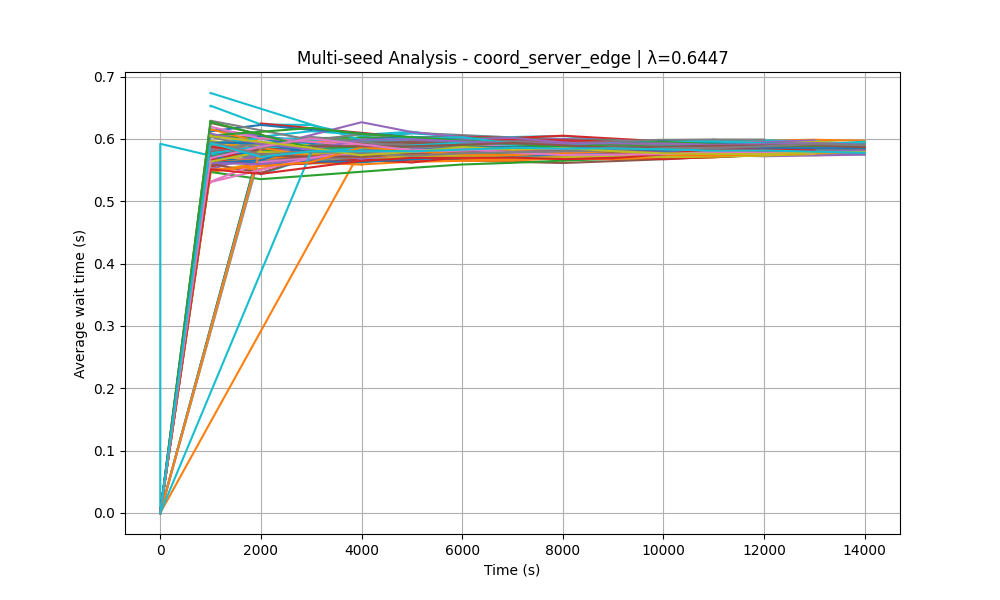 Multi-seed Analysis - coord_server_edge | λ=0.6447
0.7
0.6
0.5
0.4
0.3
0.2
0.1
0.0
Average wait time (s)
0 2000 4000 6000 8000 10000 12000 14000
Time (s)